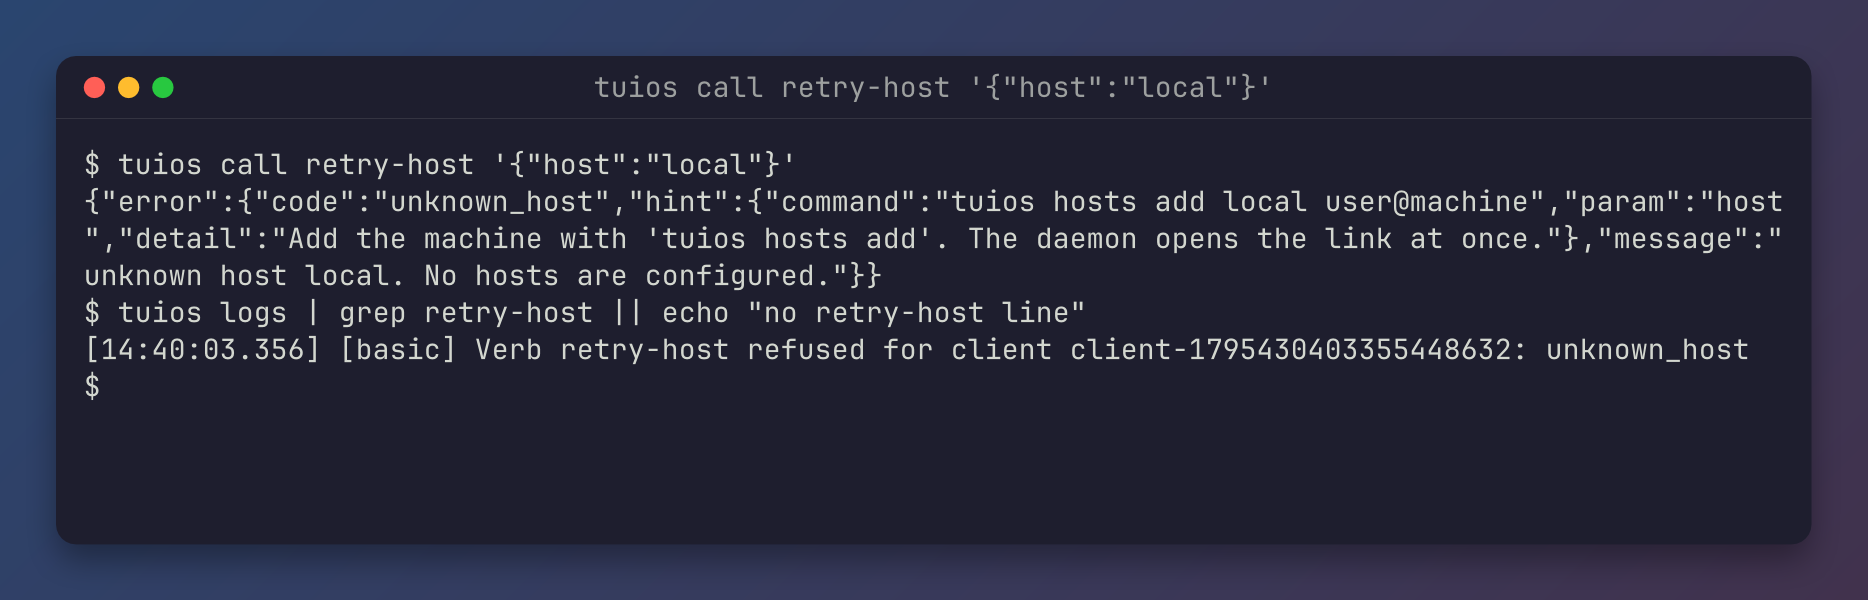 tuios call retry-host '{"host":"local"}'
$ tuios call retry-host '{"host":"local"}'
{"error":{"code":"unknown_host","hint":{"command":"tuios hosts add local user@machine","param":"host
","detail":"Add the machine with 'tuios hosts add'. The daemon opens the link at once."},"message":"
unknown host local. No hosts are configured."}}
$ tuios logs | grep retry-host || echo "no retry-host line"
[14:40:03.356] [basic] Verb retry-host refused for client client-1795430403355448632: unknown_host
$